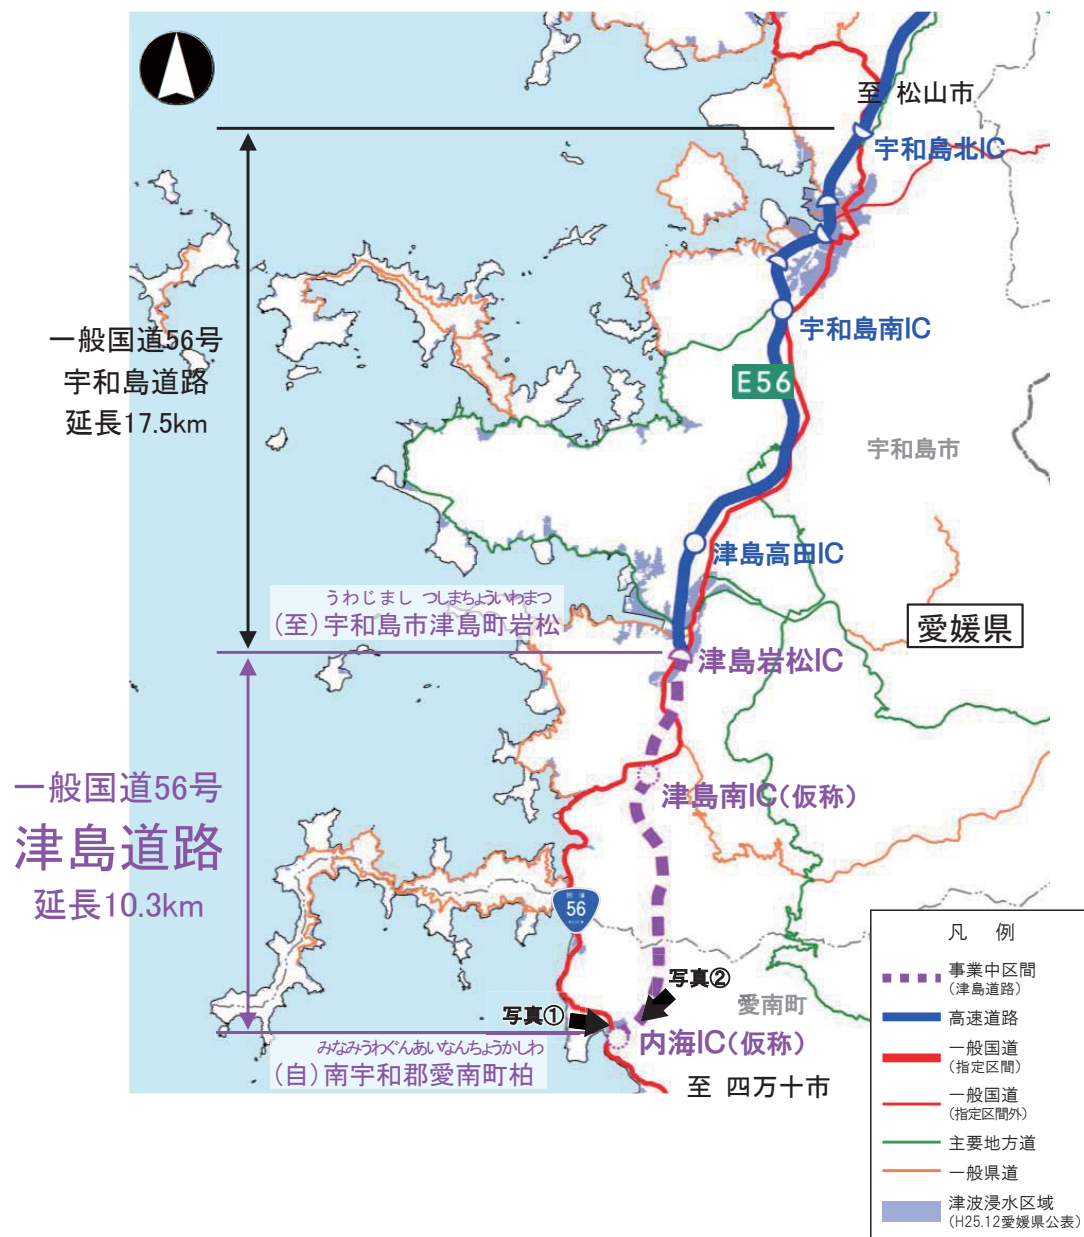 至 松山市
宇和島北IC
宇和島南IC
一般国道56号
宇和島道路
延長17.5km
E56
宇和島市
津島高田IC
うわじまし つしまちょういわまつ
(至)宇和島市津島町岩松
愛媛県
津島岩松IC
一般国道56号
津島道路
延長10.3km
津島南IC(仮称)
56
写真②
愛南町
写真①
内海IC(仮称)
みなみうわぐんあいなんちょうかしわ
(自)南宇和郡愛南町柏
至 四万十市
凡 例
事業中区間
(津島道路)
高速道路
一般国道
(指定区間)
一般国道
(指定区間外)
主要地方道
一般県道
津波浸水区域
(H25.12愛媛県公表)